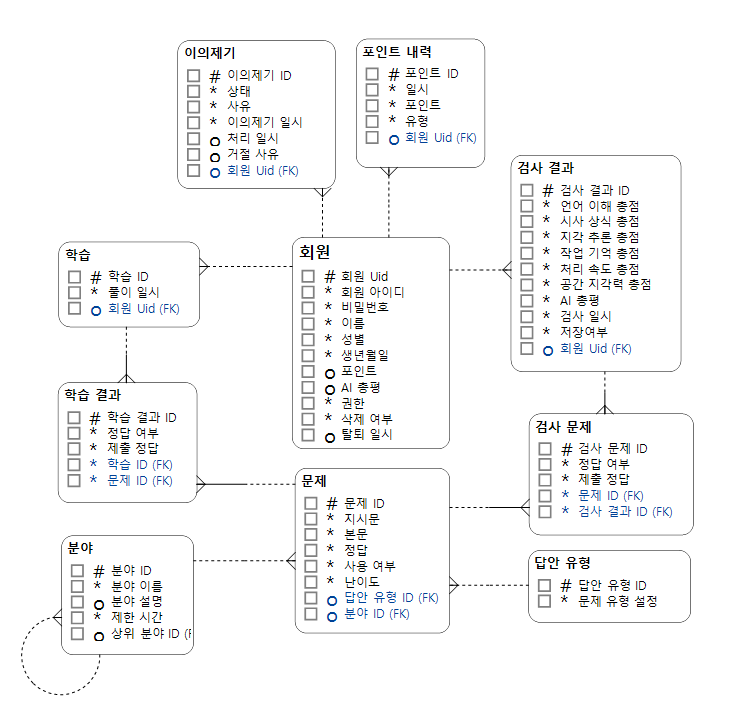 이의제기
# 이의제기 ID
* 상태
* 사유
* 이의제기 일시
o 처리 일시
o 거절 사유
o 회원 Uid (FK)
포인트 내력
# 포인트 ID
* 일시
* 포인트
* 유형
o 회원 Uid (FK)
검사 결과
# 검사 결과 ID
* 언어 이해 총점
* 시사 상식 총점
* 지각 추론 총점
* 작업 기억 총점
* 처리 속도 총점
* 공간 지각력 총점
* AI 총평
* 검사 일시
* 저장여부
o 회원 Uid (FK)
학습
# 학습 ID
* 풀이 일시
o 회원 Uid (FK)
회원
# 회원 Uid
* 회원 아이디
* 비밀번호
* 이름
* 성별
* 생년월일
o 포인트
o AI 총평
* 권한
* 삭제 여부
o 탈퇴 일시
학습 결과
# 학습 결과 ID
* 정답 여부
* 제출 정답
* 학습 ID (FK)
* 문제 ID (FK)
검사 문제
# 검사 문제 ID
* 정답 여부
* 제출 정답
* 문제 ID (FK)
* 검사 결과 ID (FK)
문제
# 문제 ID
* 지시문
* 본문
* 정답
* 사용 여부
* 난이도
o 답안 유형 ID (FK)
o 분야 ID (FK)
분야
# 분야 ID
* 분야 이름
o 분야 설명
* 제한 시간
o 상위 분야 ID (F
답안 유형
# 답안 유형 ID
* 문제 유형 설정